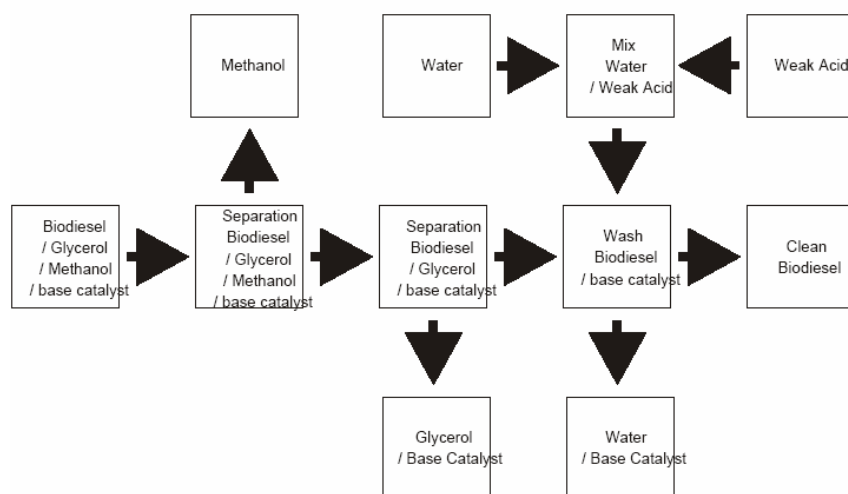 Methanol
Water
Mix
Water
/ Weak Acid
Weak Acid
Biodiesel
/ Glycerol
/ Methanol
/ base catalyst
Separation
Biodiesel
/ Glycerol
/ Methanol
/ base catalyst
Separation
Biodiesel
/ Glycerol
/ base catalyst
Wash
Biodiesel
/ base catalyst
Clean
Biodiesel
Glycerol
/ Base Catalyst
Water
/ Base Catalyst